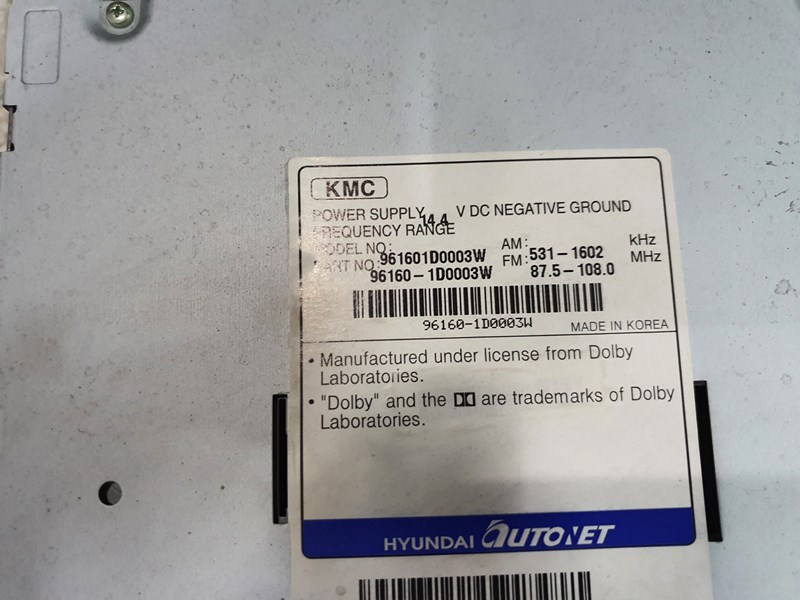 KMC
POWER SUPPLY 14.4 V DC NEGATIVE GROUND
FREQUENCY RANGE
MODEL NO: 961601D0003W AM: 531-1602 kHz
PART NO: 96160-1D0003W FM: 87.5-108.0 MHz
96160-1D0003W MADE IN KOREA
• Manufactured under license from Dolby
Laboratories.
• "Dolby" and the are trademarks of Dolby
Laboratories.
HYUNDAI AUTONET